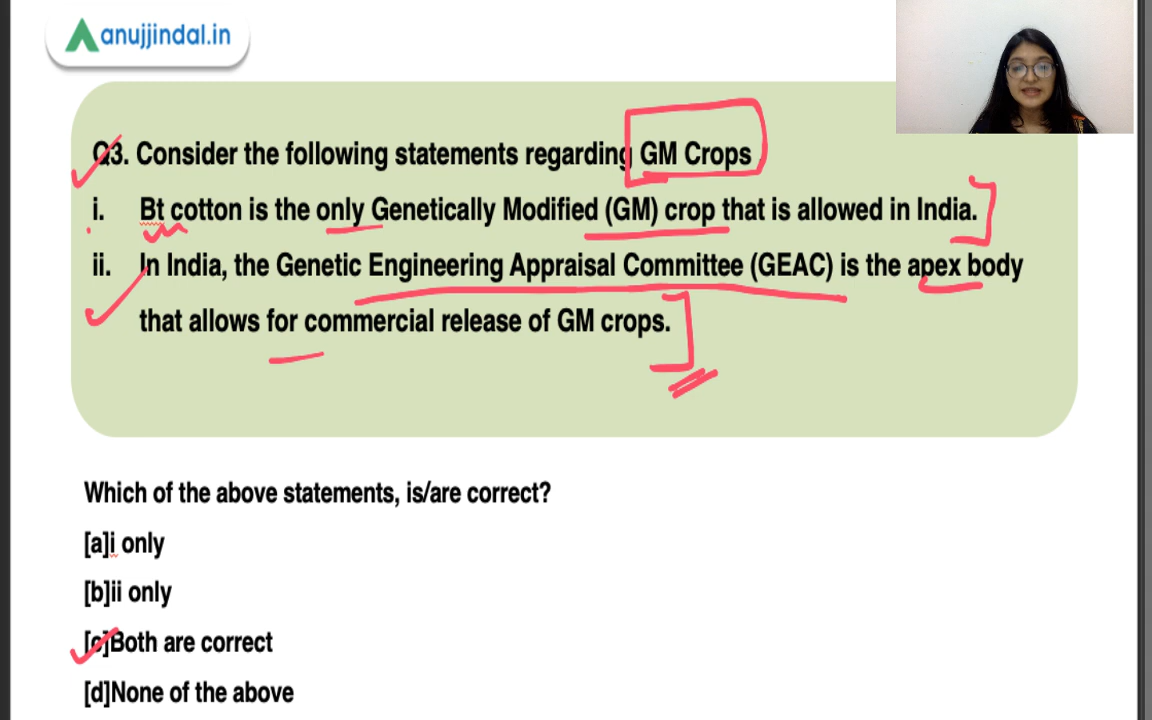 anujjindal.in
Q3. Consider the following statements regarding GM Crops
i. Bt cotton is the only Genetically Modified (GM) crop that is allowed in India.
ii. In India, the Genetic Engineering Appraisal Committee (GEAC) is the apex body
that allows for commercial release of GM crops.
Which of the above statements, is/are correct?
[a]i only
[b]ii only
[c]Both are correct
[d]None of the above